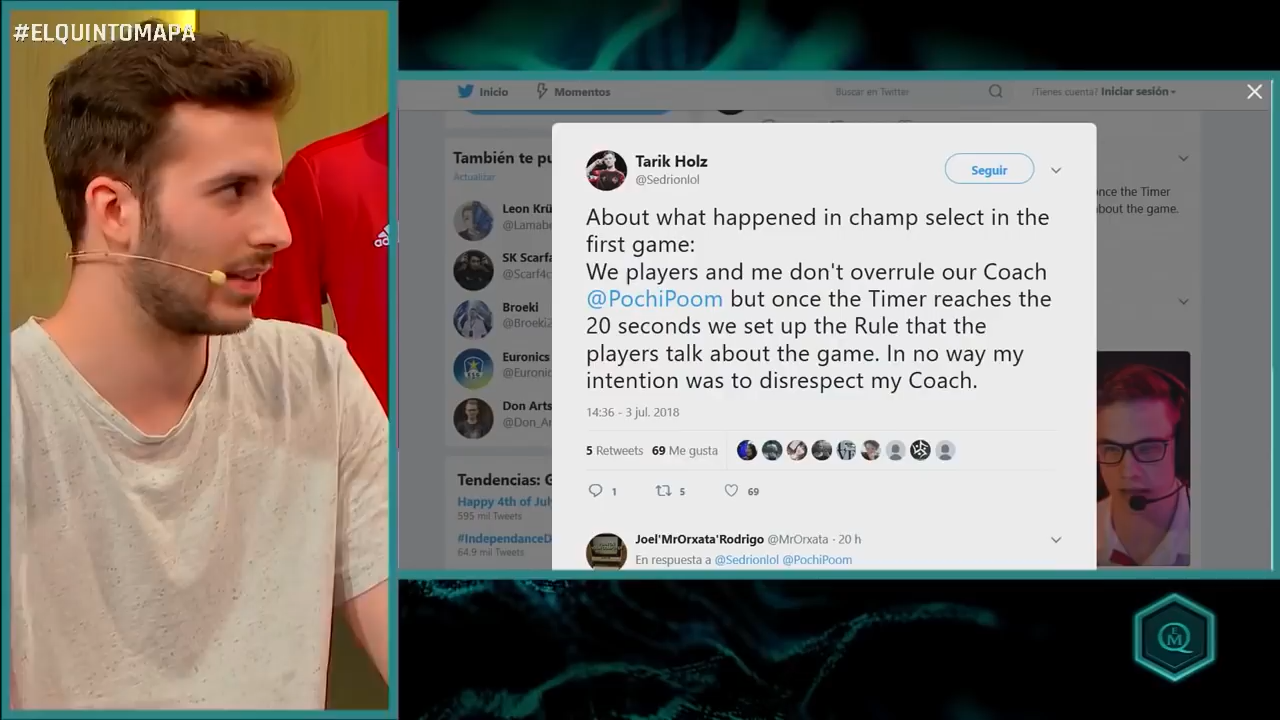 #ELQUINTOMAPA
Inicio
Momentos
Buscar en Twitter
¿Tienes cuenta? Iniciar sesión
También te pu
Actualizar
Leon Krü
@Lamabe
SK Scarfa
@Scarf4c
Broeki
@Broeki2
Euronics
@Euronic
Don Arts
@Don_Ar
Tendencias: G
Happy 4th of July
595 mil Tweets
#IndependanceD
64.9 mil Tweets
Tarik Holz
@Sedrionlol
Seguir
About what happened in champ select in the
first game:
We players and me don't overrule our Coach
@PochiPoom but once the Timer reaches the
20 seconds we set up the Rule that the
players talk about the game. In no way my
intention was to disrespect my Coach.
14:36 - 3 jul. 2018
5 Retweets 69 Me gusta
1 5 69
Joel'MrOrxata'Rodrigo @MrOrxata · 20 h
En respuesta a @Sedrionlol @PochiPoom
once the Timer
about the game.
EMQ